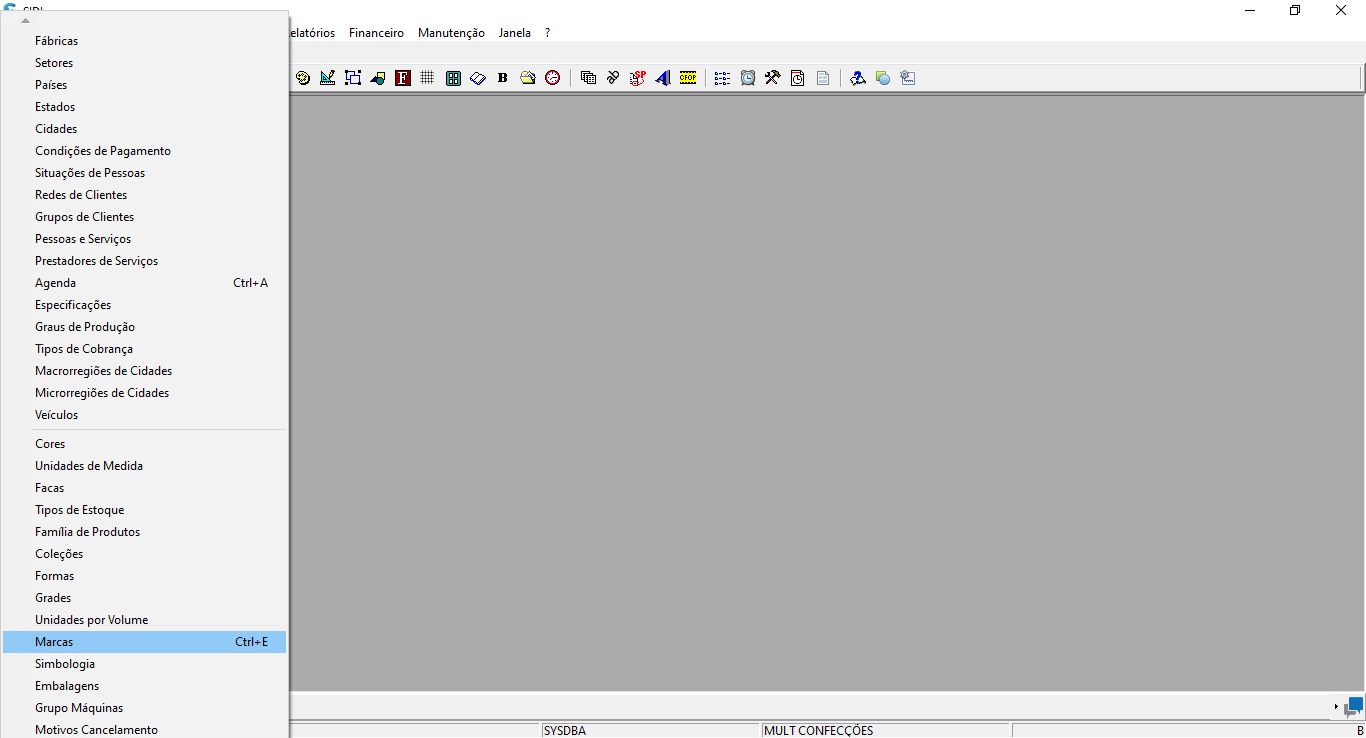 Relatórios Financeiro Manutenção Janela ?
Fábricas
Setores
Países
Estados
Cidades
Condições de Pagamento
Situações de Pessoas
Redes de Clientes
Grupos de Clientes
Pessoas e Serviços
Prestadores de Serviços
Agenda Ctrl+A
Especificações
Graus de Produção
Tipos de Cobrança
Macrorregiões de Cidades
Microrregiões de Cidades
Veículos
Cores
Unidades de Medida
Facas
Tipos de Estoque
Família de Produtos
Coleções
Formas
Grades
Unidades por Volume
Marcas Ctrl+E
Simbologia
Embalagens
Grupo Máquinas
Motivos Cancelamento
F B SP CFOP
SYSDBA MULT CONFECÇÕES B